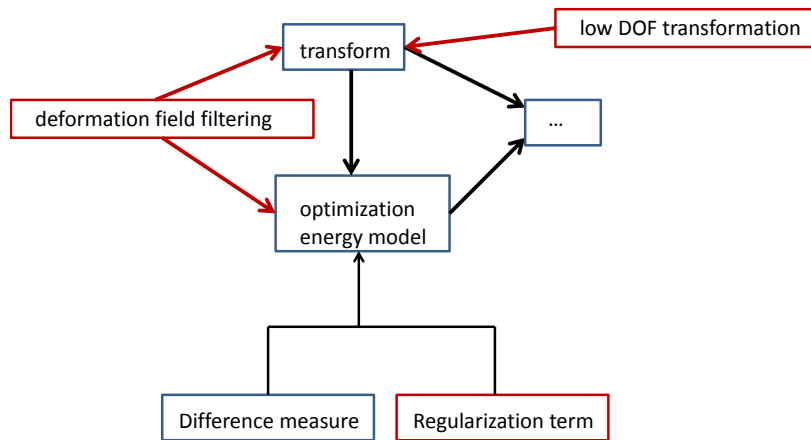 low DOF transformation
transform
deformation field filtering
...
optimization
energy model
Difference measure
Regularization term